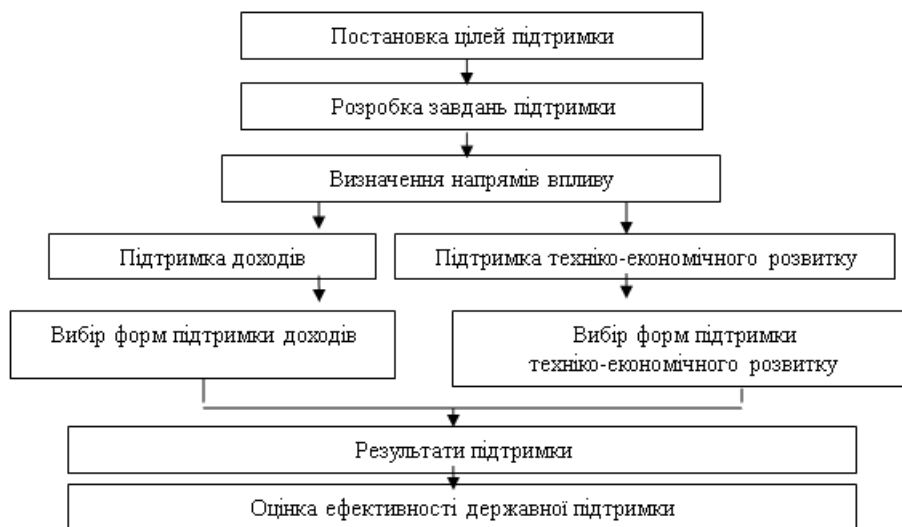 Постановка цілей підтримки
Розробка завдань підтримки
Визначення напрямів впливу
Підтримка доходів
Підтримка техніко-економічного розвитку
Вибір форм підтримки доходів
Вибір форм підтримки
техніко-економічного розвитку
Результати підтримки
Оцінка ефективності державної підтримки